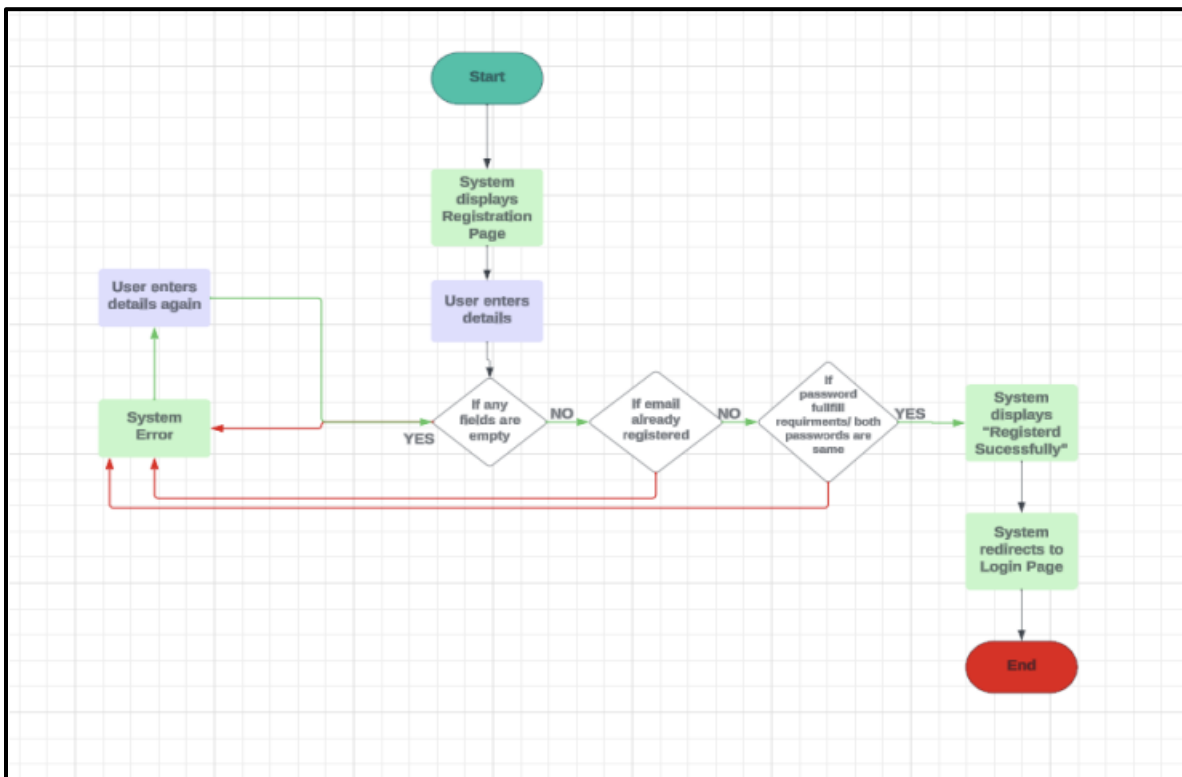 Start
System
displays
Registration
Page
User enters
details again
User enters
details
System
Error
YES
If any
fields are
empty
NO
If email
already
registered
NO
If
password
fullfill
requirments/ both
passwords are
same
YES
System
displays
"Registerd
Sucessfully"
System
redirects to
Login Page
End